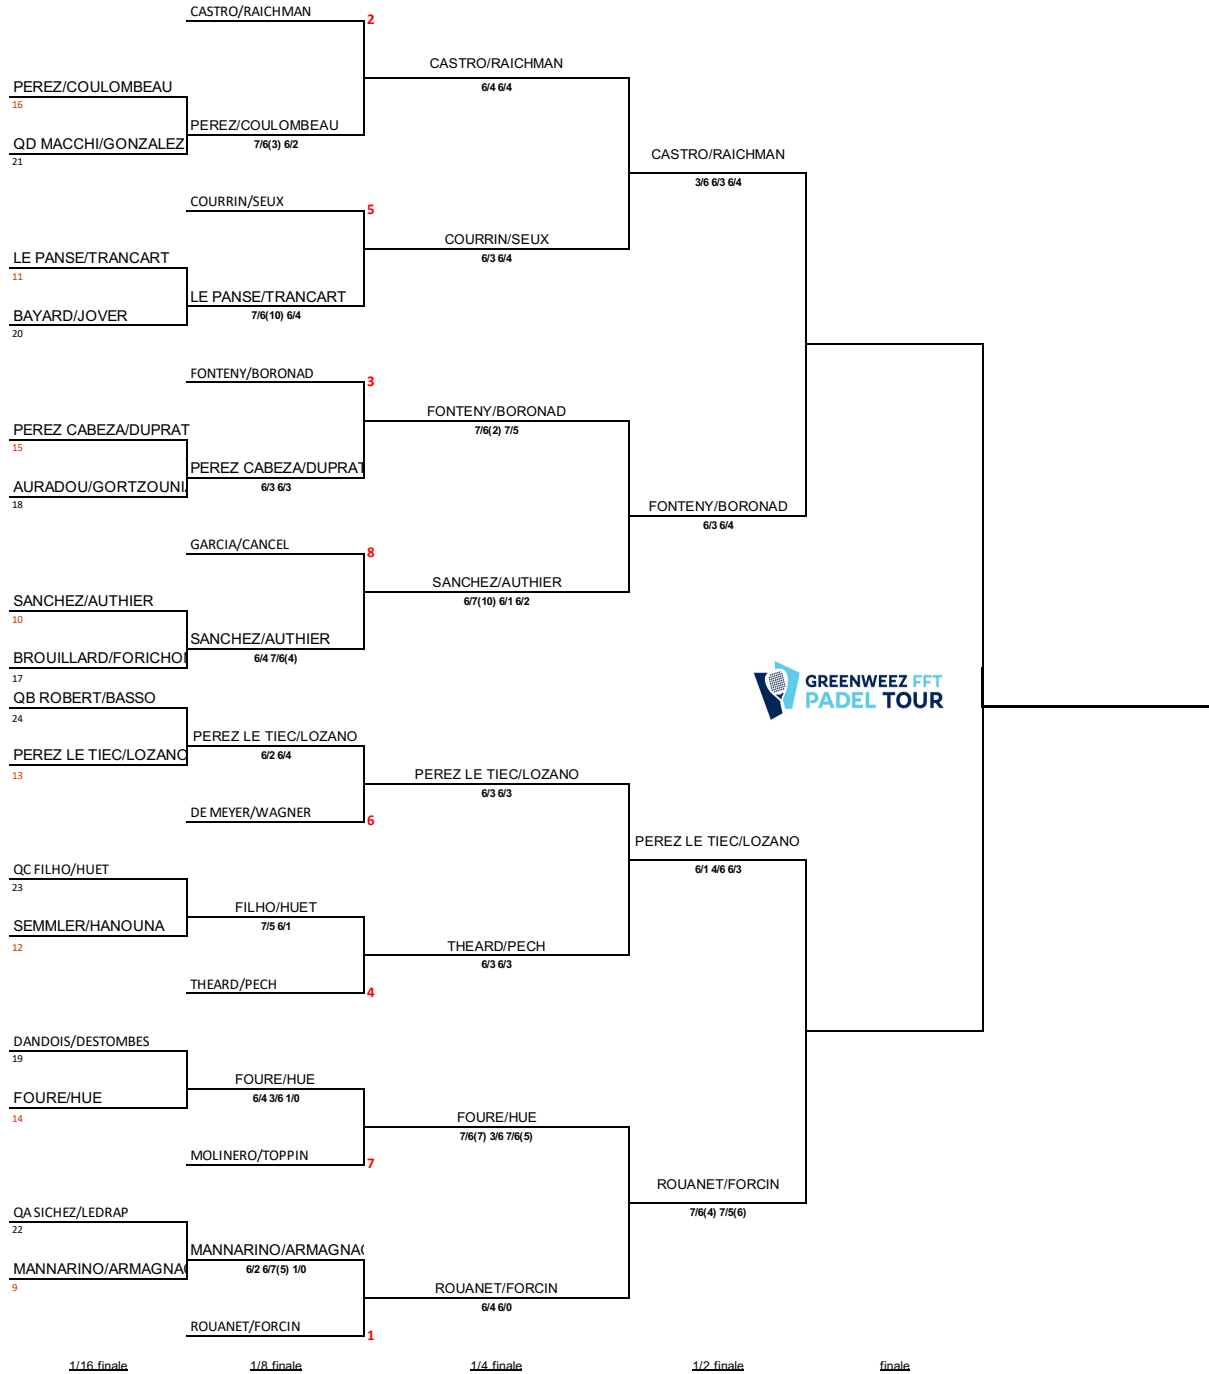 CASTRO/RAICHMAN
2
CASTRO/RAICHMAN
6/4 6/4
PEREZ/COULOMBEAU
16
PEREZ/COULOMBEAU
7/6(3) 6/2
QD MACCHI/GONZALEZ
21
CASTRO/RAICHMAN
3/6 6/3 6/4
COURRIN/SEUX
5
COURRIN/SEUX
6/3 6/4
LE PANSE/TRANCART
11
LE PANSE/TRANCART
7/6(10) 6/4
BAYARD/JOVER
20
FONTENY/BORONAD
3
FONTENY/BORONAD
7/6(2) 7/5
PEREZ CABEZA/DUPRAT
15
PEREZ CABEZA/DUPRAT
6/3 6/3
AURADOU/GORTZOUNI
18
FONTENY/BORONAD
6/3 6/4
GARCIA/CANCEL
8
SANCHEZ/AUTHIER
6/7(10) 6/1 6/2
SANCHEZ/AUTHIER
10
SANCHEZ/AUTHIER
6/4 7/6(4)
BROUILLARD/FORICHO
17
QB ROBERT/BASSO
24
GREENWEEZ FFT
PADEL TOUR
PEREZ LE TIEC/LOZANO
6/2 6/4
PEREZ LE TIEC/LOZANO
13
PEREZ LE TIEC/LOZANO
6/3 6/3
DE MEYER/WAGNER
6
PEREZ LE TIEC/LOZANO
6/1 4/6 6/3
QC FILHO/HUET
23
FILHO/HUET
7/5 6/1
SEMMLER/HANOUNA
12
THEARD/PECH
6/3 6/3
THEARD/PECH
4
DANDOIS/DESTOMBES
19
FOURE/HUE
6/4 3/6 1/0
FOURE/HUE
14
FOURE/HUE
7/6(7) 3/6 7/6(5)
MOLINERO/TOPPIN
7
ROUANET/FORCIN
7/6(4) 7/5(6)
QA SICHEZ/LEDRAP
22
MANNARINO/ARMAGNAC
6/2 6/7(5) 1/0
MANNARINO/ARMAGNAC
9
ROUANET/FORCIN
6/4 6/0
ROUANET/FORCIN
1
1/16 finale
1/8 finale
1/4 finale
1/2 finale
finale